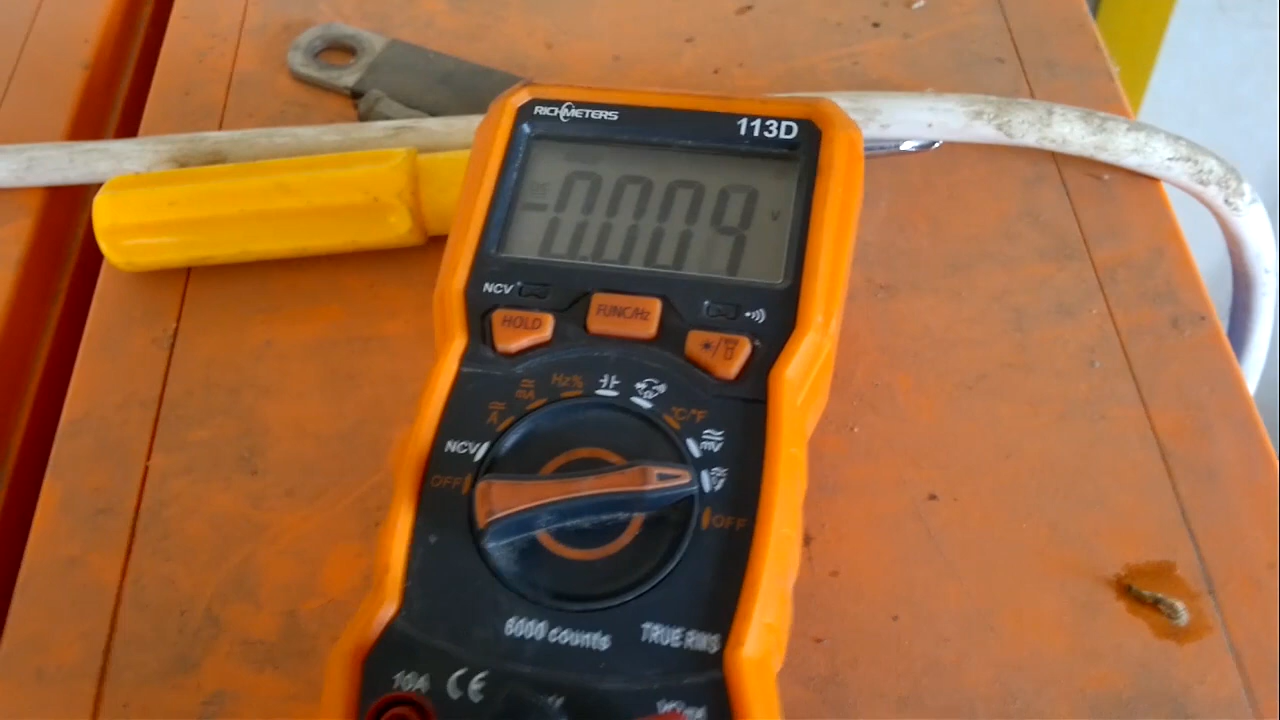 RICHMETERS
113D
-0.009 V
NCV
HOLD
FUNC/Hz
Hz%
mA
A
°C/°F
mV
NCV
V
OFF
OFF
6000 counts
TRUE RMS
10A
CE